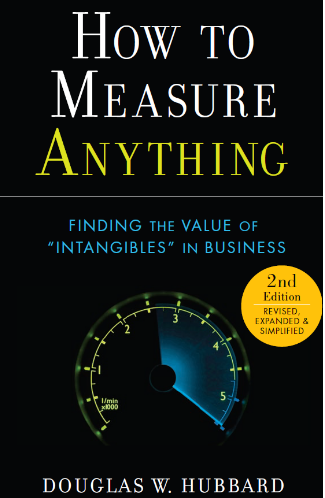 HOW TO
MEASURE
ANYTHING
FINDING THE VALUE OF
"INTANGIBLES" IN BUSINESS
2nd
Edition
REVISED,
EXPANDED &
SIMPLIFIED
1
2
3
4
5
l/min
x1000
DOUGLAS W. HUBBARD